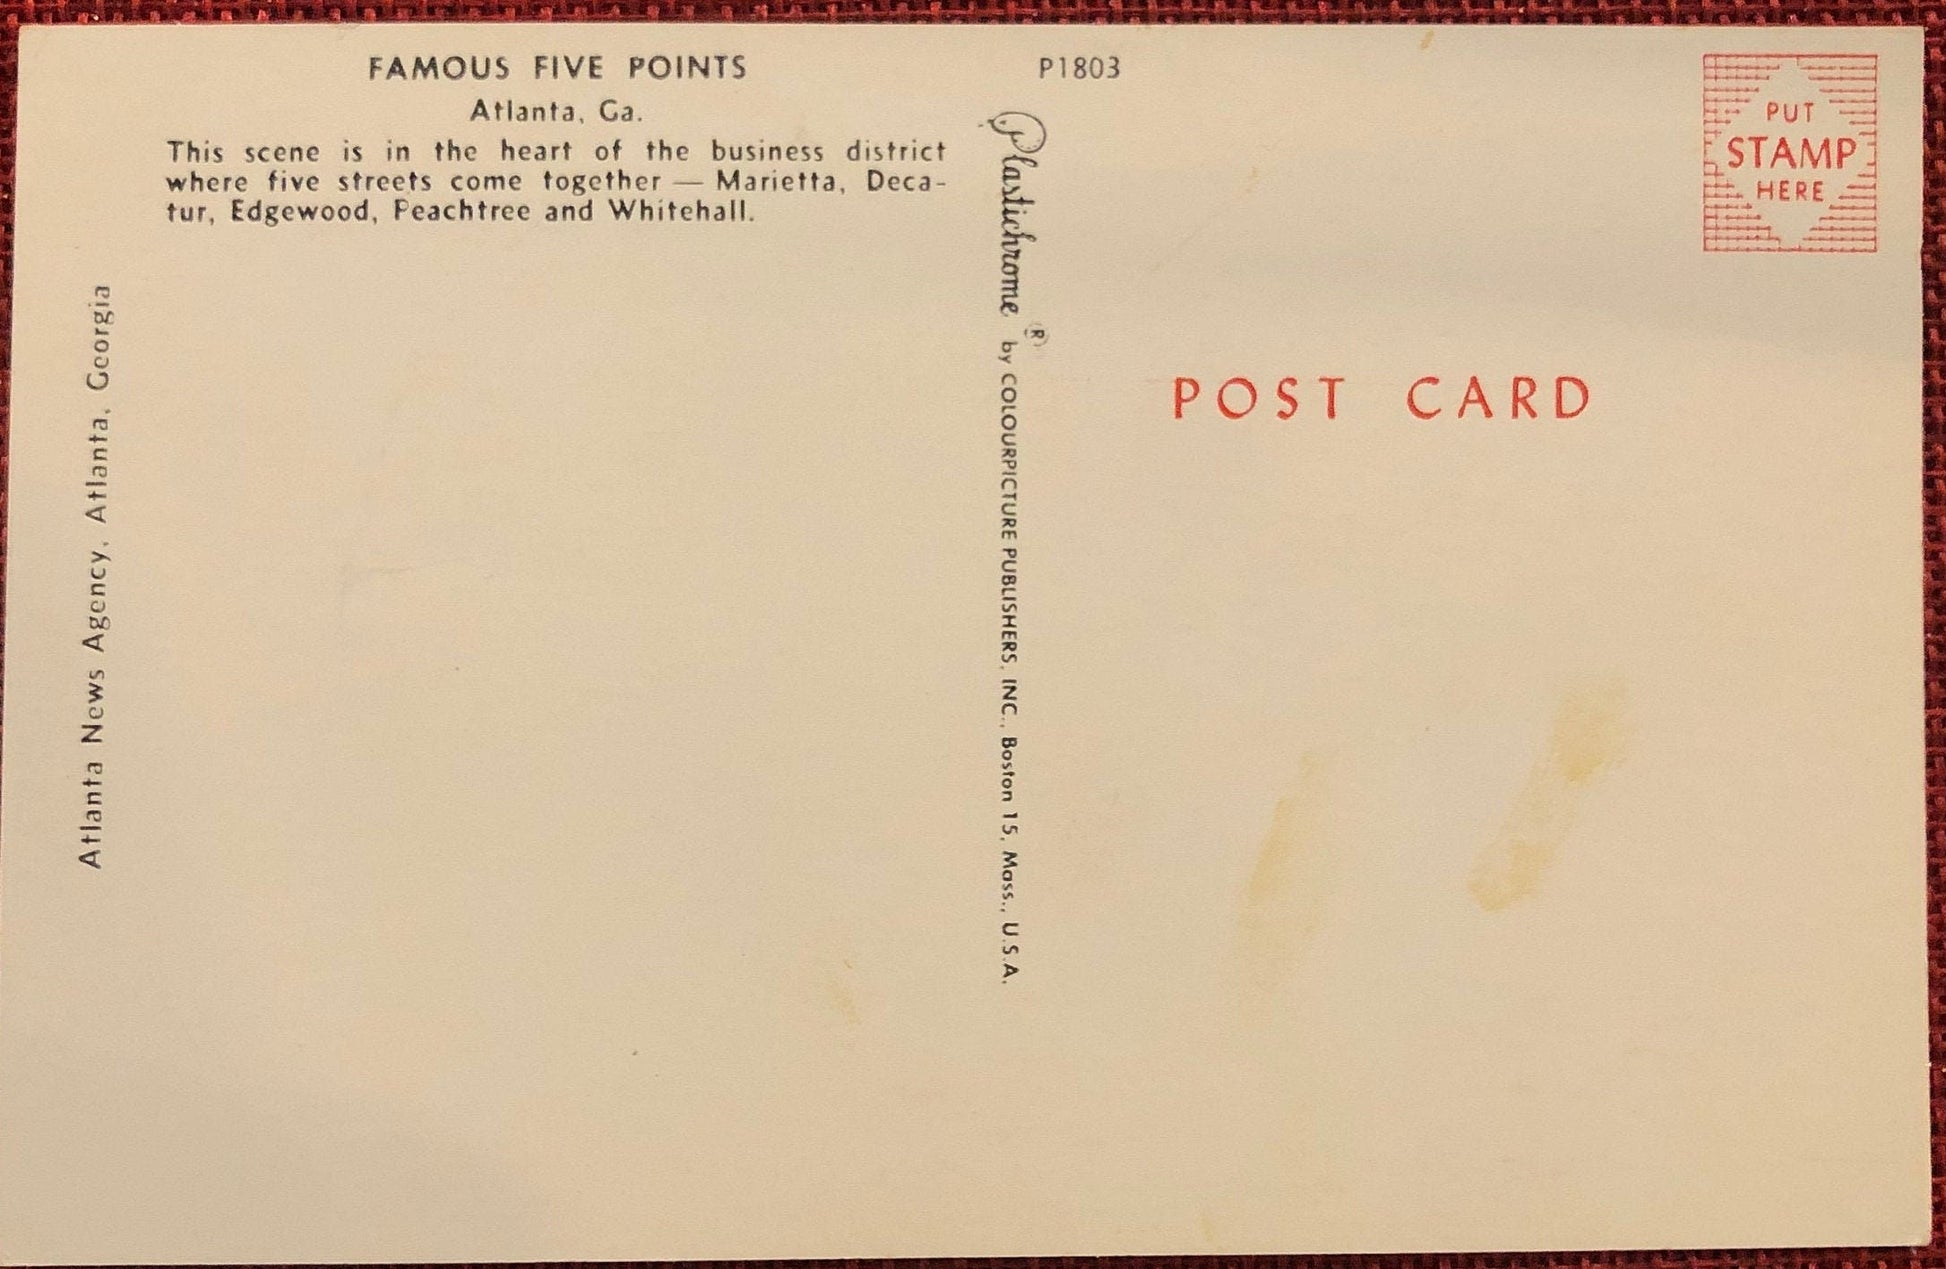 FAMOUS FIVE POINTS
Atlanta, Ga.
This scene is in the heart of the business district
where five streets come together — Marietta, Deca-
tur, Edgewood, Peachtree and Whitehall.
Atlanta News Agency, Atlanta, Georgia
P1803
Plastichrome ® by COLOURPICTURE PUBLISHERS, INC., Boston 15, Mass., U.S.A.
PUT
STAMP
HERE
POST CARD